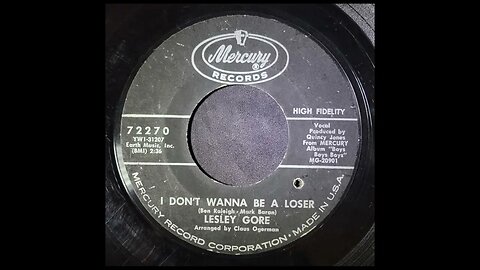 Mercury
®
RECORDS
HIGH FIDELITY
72270
YW1-31207
Earth Music, Inc.
(BMI) 2:36
Vocal
Produced by
Quincy Jones
From MERCURY
Album "Boys
Boys Boys"
MG-20901
I DON'T WANNA BE A LOSER
(Ben Raleigh-Mark Baron)
LESLEY GORE
Arranged by Claus Ogerman
MERCURY RECORD CORPORATION • MADE IN U.S.A.